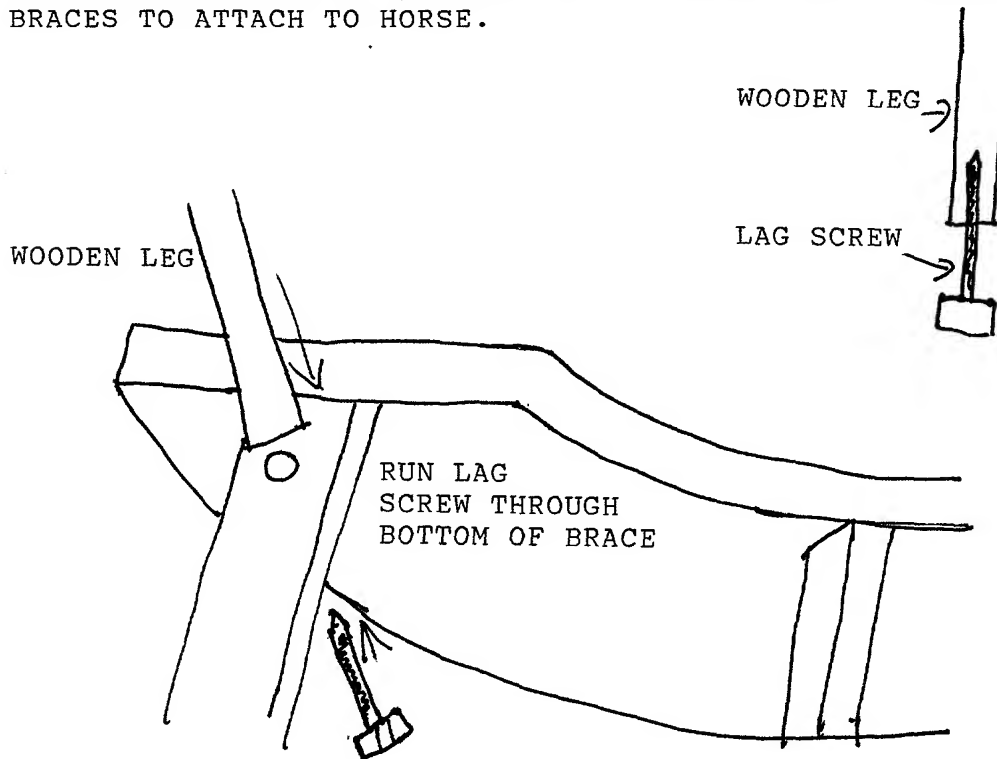 BRACES TO ATTACH TO HORSE.
WOODEN LEG
LAG SCREW
WOODEN LEG
RUN LAG
SCREW THROUGH
BOTTOM OF BRACE